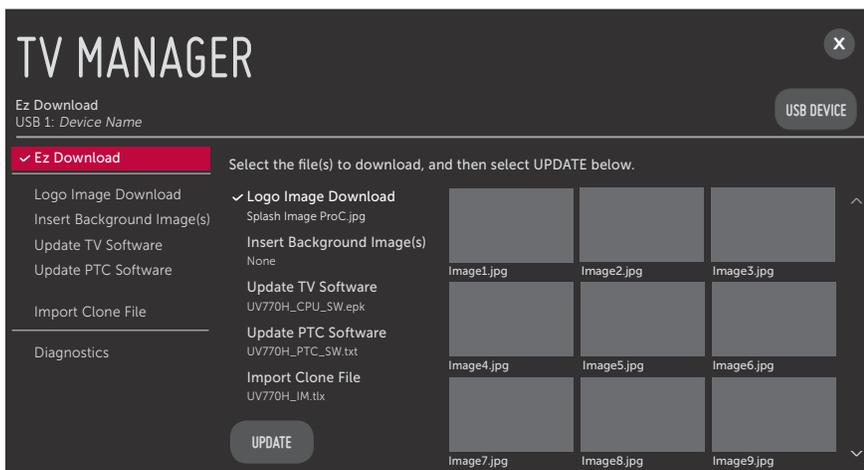 TV MANAGER
X
Ez Download
USB 1: Device Name
USB DEVICE
Ez Download
Logo Image Download
Insert Background Image(s)
Update TV Software
Update PTC Software
Import Clone File
Diagnostics
Select the file(s) to download, and then select UPDATE below.
Logo Image Download
Splash Image ProC.jpg
Insert Background Image(s)
None
Update TV Software
UV770H_CPU_SW.epk
Update PTC Software
UV770H_PTC_SW.txt
Import Clone File
UV770H_IM.tlx
UPDATE
Image1.jpg
Image2.jpg
Image3.jpg
Image4.jpg
Image5.jpg
Image6.jpg
Image7.jpg
Image8.jpg
Image9.jpg